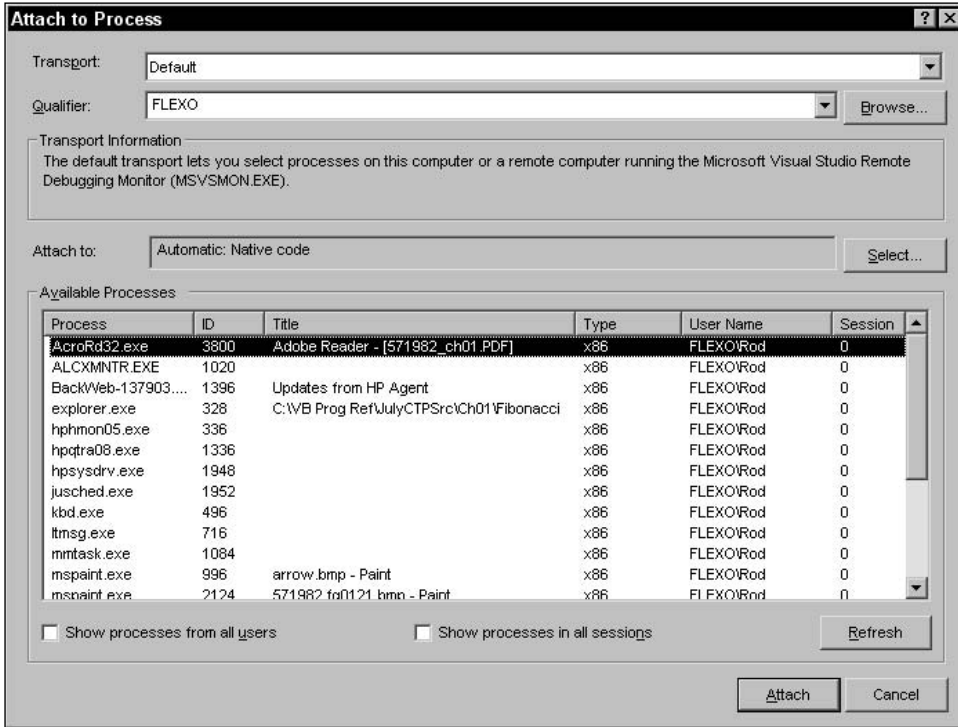 Attach to Process
Transport: Default
Qualifier: FLEXO Browse...
Transport Information
The default transport lets you select processes on this computer or a remote computer running the Microsoft Visual Studio Remote
Debugging Monitor (MSVSMON.EXE).
Attach to: Automatic: Native code Select...
Available Processes
Process ID Title Type User Name Session
AcroRd32.exe 3800 Adobe Reader - [571982_ch01.PDF] x86 FLEXO\Rod 0
ALCXMNTR.EXE 1020 x86 FLEXO\Rod 0
BackWeb-137903.... 1396 Updates from HP Agent x86 FLEXO\Rod 0
explorer.exe 328 C:\VB Prog Ref\JulyCTPSrc\Ch01\Fibonacci x86 FLEXO\Rod 0
hphmon05.exe 336 x86 FLEXO\Rod 0
hpqtra08.exe 1336 x86 FLEXO\Rod 0
hpsysdrv.exe 1948 x86 FLEXO\Rod 0
jusched.exe 1952 x86 FLEXO\Rod 0
kbd.exe 496 x86 FLEXO\Rod 0
ltmsg.exe 716 x86 FLEXO\Rod 0
mmtask.exe 1084 x86 FLEXO\Rod 0
mspaint.exe 996 arrow.bmp - Paint x86 FLEXO\Rod 0
mspaint.exe 2124 571982 fg0121.bmp - Paint x86 FLEXO\Rod 0
Show processes from all users Show processes in all sessions Refresh
Attach Cancel